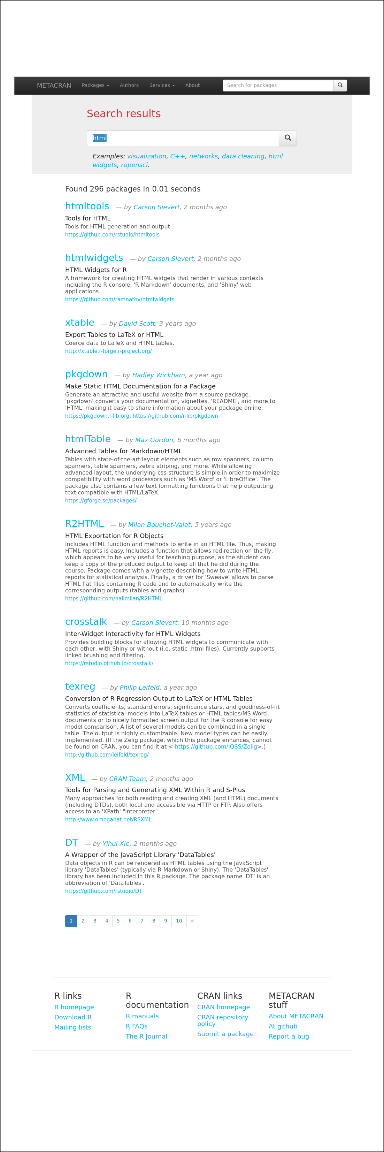 METACRAN Packages Authors Services About Search for packages
Search results
html
Examples: visualization, C++, networks, data cleaning, html
widgets, ropensci.
Found 296 packages in 0.01 seconds
htmltools — by Carson Sievert, 2 months ago
Tools for HTML
Tools for HTML generation and output.
https://github.com/rstudio/htmltools
htmlwidgets — by Carson Sievert, 2 months ago
HTML Widgets for R
A framework for creating HTML widgets that render in various contexts
including the R console, 'R Markdown' documents, and 'Shiny' web
applications.
https://github.com/ramnathv/htmlwidgets
xtable — by David Scott, 3 years ago
Export Tables to LaTeX or HTML
Coerce data to LaTeX and HTML tables.
http://xtable.r-forge.r-project.org/
pkgdown — by Hadley Wickham, a year ago
Make Static HTML Documentation for a Package
Generate an attractive and useful website from a source package.
'pkgdown' converts your documentation, vignettes, 'README', and more to
'HTML' making it easy to share information about your package online.
https://pkgdown.r-lib.org, https://github.com/r-lib/pkgdown
htmlTable — by Max Gordon, 6 months ago
Advanced Tables for Markdown/HTML
Tables with state-of-the-art layout elements such as row spanners, column
spanners, table spanners, zebra striping, and more. While allowing
advanced layout, the underlying css-structure is simple in order to maximize
compatibility with word processors such as 'MS Word' or 'LibreOffice'. The
package also contains a few text formatting functions that help outputting
text compatible with HTML/LaTeX.
https://gforge.se/packages/
R2HTML — by Milan Bouchet-Valat, 5 years ago
HTML Exportation for R Objects
Includes HTML function and methods to write in an HTML file. Thus, making
HTML reports is easy. Includes a function that allows redirection on the fly,
which appears to be very useful for teaching purpose, as the student can
keep a copy of the produced output to keep all that he did during the
course. Package comes with a vignette describing how to write HTML
reports for statistical analysis. Finally, a driver for 'Sweave' allows to parse
HTML flat files containing R code and to automatically write the
corresponding outputs (tables and graphs).
https://github.com/nalimilan/R2HTML
crosstalk — by Carson Sievert, 10 months ago
Inter-Widget Interactivity for HTML Widgets
Provides building blocks for allowing HTML widgets to communicate with
each other, with Shiny or without (i.e. static .html files). Currently supports
linked brushing and filtering.
https://rstudio.github.io/crosstalk/
texreg — by Philip Leifeld, a year ago
Conversion of R Regression Output to LaTeX or HTML Tables
Converts coefficients, standard errors, significance stars, and goodness-of-fit
statistics of statistical models into LaTeX tables or HTML tables/MS Word
documents or to nicely formatted screen output for the R console for easy
model comparison. A list of several models can be combined in a single
table. The output is highly customizable. New model types can be easily
implemented. (If the Zelig package, which this package enhances, cannot
be found on CRAN, you can find it at < https://github.com/IQSS/Zelig>.)
https://github.com/leifeld/texreg/
XML — by CRAN Team, 2 months ago
Tools for Parsing and Generating XML Within R and S-Plus
Many approaches for both reading and creating XML (and HTML) documents
(including DTDs), both local and accessible via HTTP or FTP. Also offers
access to an 'XPath' "interpreter".
http://www.omegahat.net/RSXML
DT — by Yihui Xie, 2 months ago
A Wrapper of the JavaScript Library 'DataTables'
Data objects in R can be rendered as HTML tables using the JavaScript
library 'DataTables' (typically via R Markdown or Shiny). The 'DataTables'
library has been included in this R package. The package name 'DT' is an
abbreviation of 'DataTables'.
https://github.com/rstudio/DT
1 2 3 4 5 6 7 8 9 10 »
R links
R homepage
Download R
Mailing lists
R
documentation
R manuals
R FAQs
The R Journal
CRAN links
CRAN homepage
CRAN repository
policy
Submit a package
METACRAN
stuff
About METACRAN
At github
Report a bug